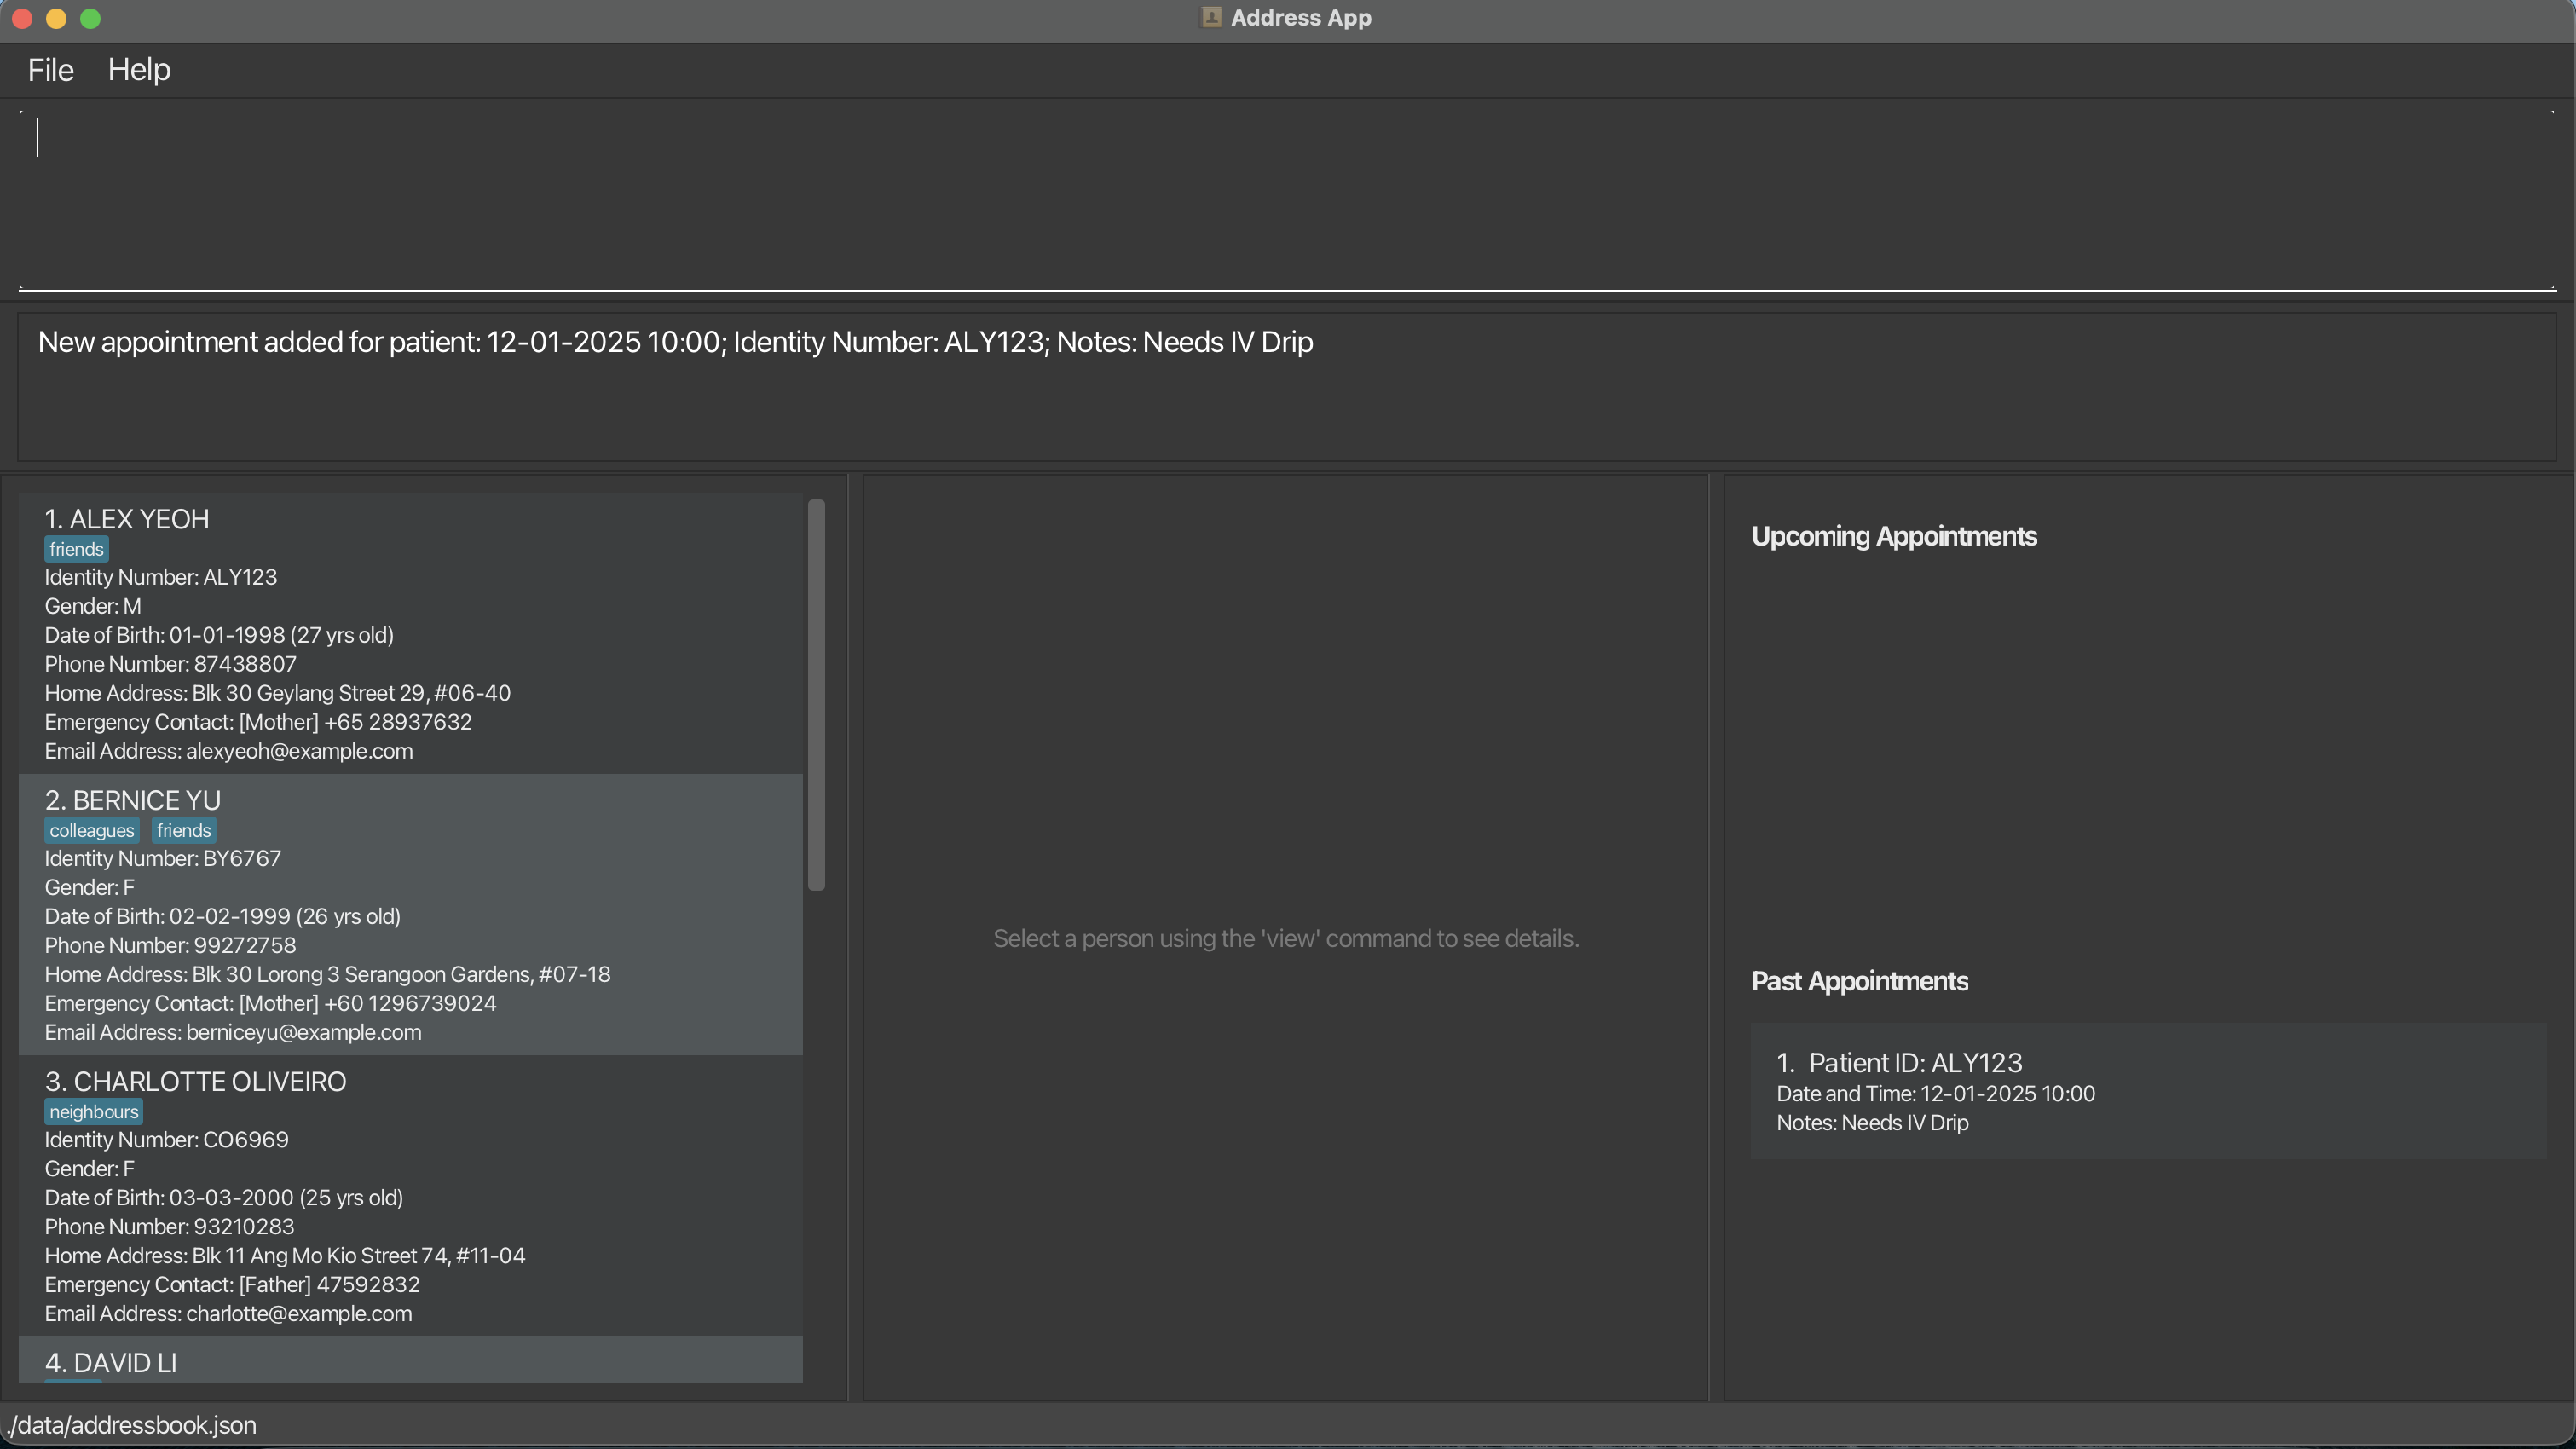 Address App
File Help
New appointment added for patient: 12-01-2025 10:00; Identity Number: ALY123; Notes: Needs IV Drip
1. ALEX YEOH
friends
Identity Number: ALY123
Gender: M
Date of Birth: 01-01-1998 (27 yrs old)
Phone Number: 87438807
Home Address: Blk 30 Geylang Street 29, #06-40
Emergency Contact: [Mother] +65 28937632
Email Address: alexyeoh@example.com
2. BERNICE YU
colleagues friends
Identity Number: BY6767
Gender: F
Date of Birth: 02-02-1999 (26 yrs old)
Phone Number: 99272758
Home Address: Blk 30 Lorong 3 Serangoon Gardens, #07-18
Emergency Contact: [Mother] +60 1296739024
Email Address: berniceyu@example.com
3. CHARLOTTE OLIVEIRO
neighbours
Identity Number: CO6969
Gender: F
Date of Birth: 03-03-2000 (25 yrs old)
Phone Number: 93210283
Home Address: Blk 11 Ang Mo Kio Street 74, #11-04
Emergency Contact: [Father] 47592832
Email Address: charlotte@example.com
4. DAVID LI
Select a person using the 'view' command to see details.
Upcoming Appointments
Past Appointments
1. Patient ID: ALY123
Date and Time: 12-01-2025 10:00
Notes: Needs IV Drip
./data/addressbook.json